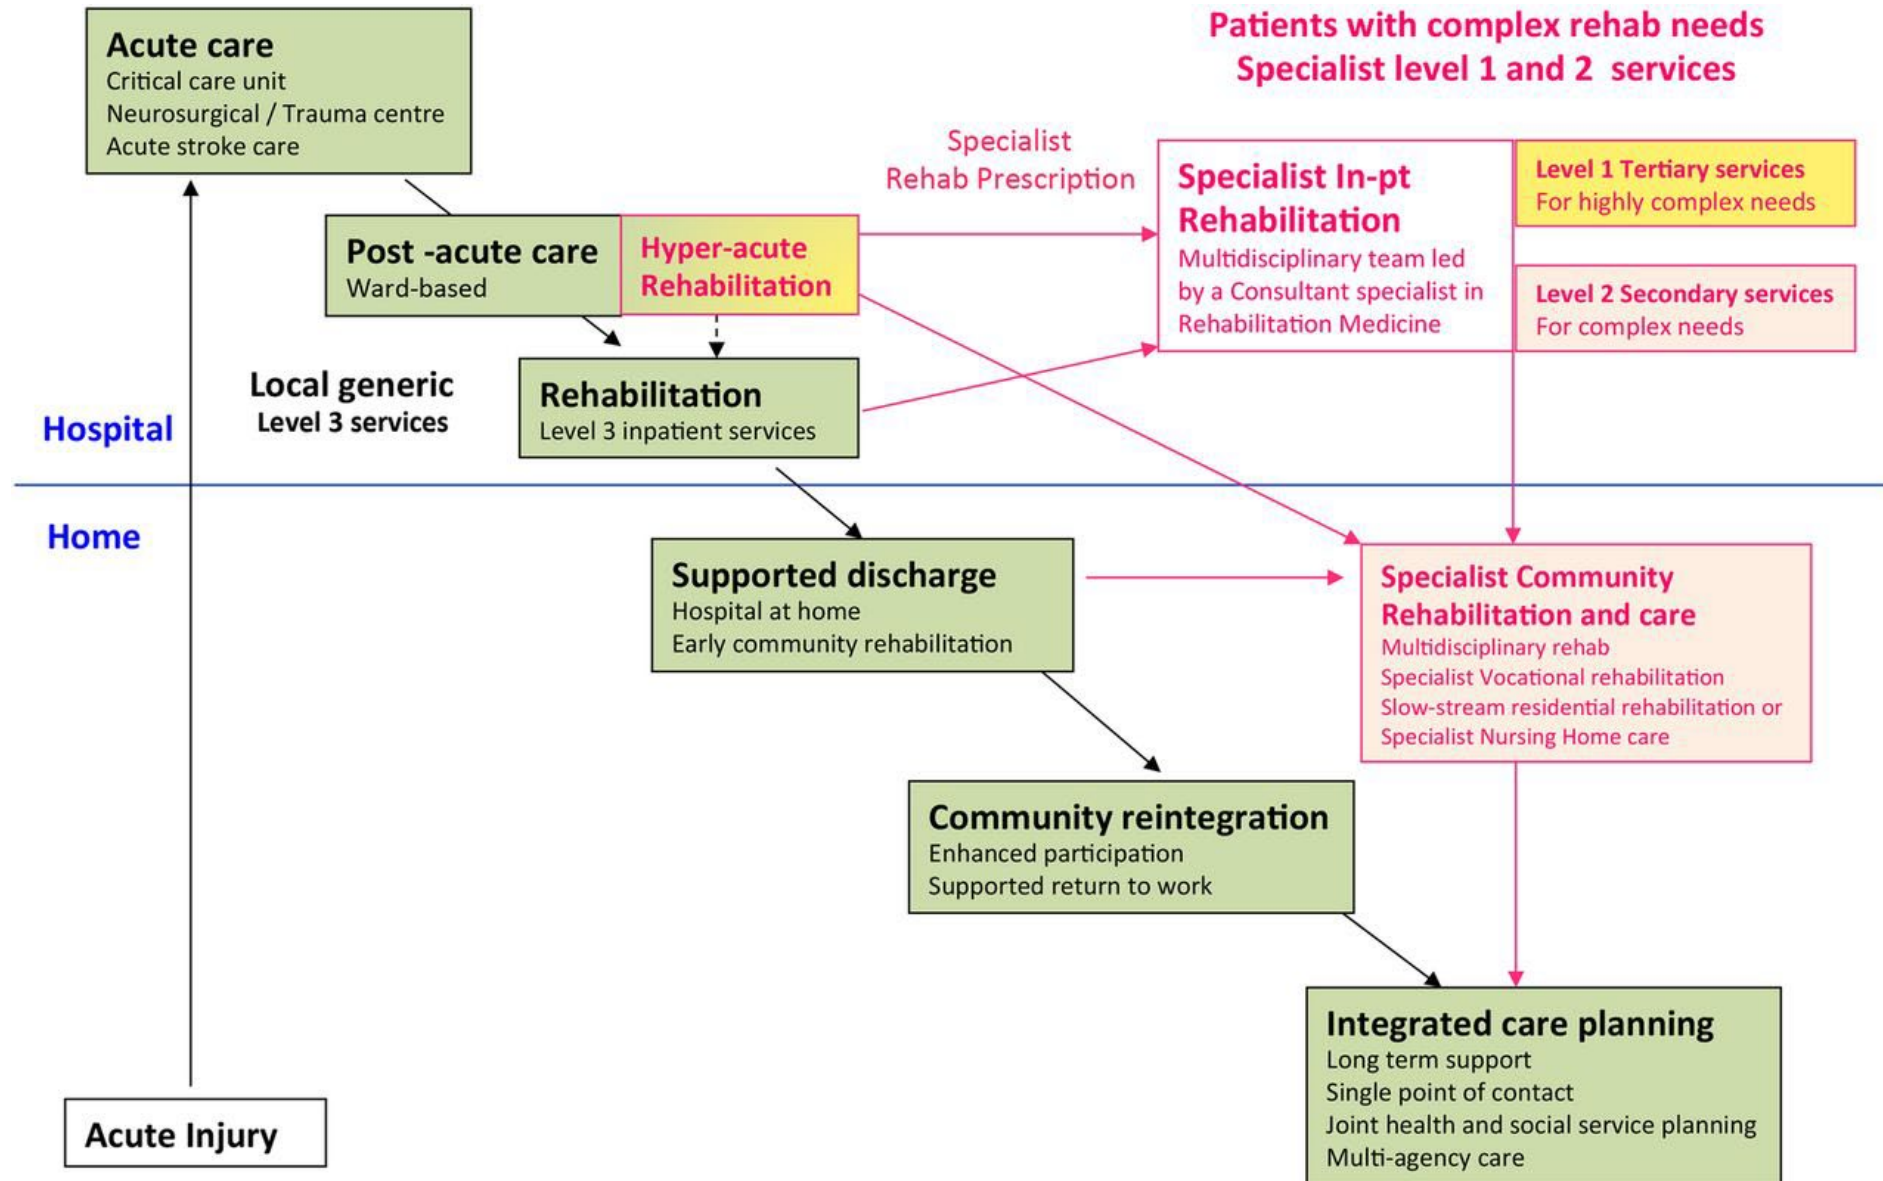 Patients with complex rehab needs
Specialist level 1 and 2 services
Acute care
Critical care unit
Neurosurgical / Trauma centre
Acute stroke care
Specialist
Rehab Prescription
Specialist In-pt
Rehabilitation
Multidisciplinary team led
by a Consultant specialist in
Rehabilitation Medicine
Level 1 Tertiary services
For highly complex needs
Level 2 Secondary services
For complex needs
Post -acute care
Ward-based
Hyper-acute
Rehabilitation
Local generic
Level 3 services
Rehabilitation
Level 3 inpatient services
Hospital
Home
Supported discharge
Hospital at home
Early community rehabilitation
Specialist Community
Rehabilitation and care
Multidisciplinary rehab
Specialist Vocational rehabilitation
Slow-stream residential rehabilitation or
Specialist Nursing Home care
Community reintegration
Enhanced participation
Supported return to work
Integrated care planning
Long term support
Single point of contact
Joint health and social service planning
Multi-agency care
Acute Injury